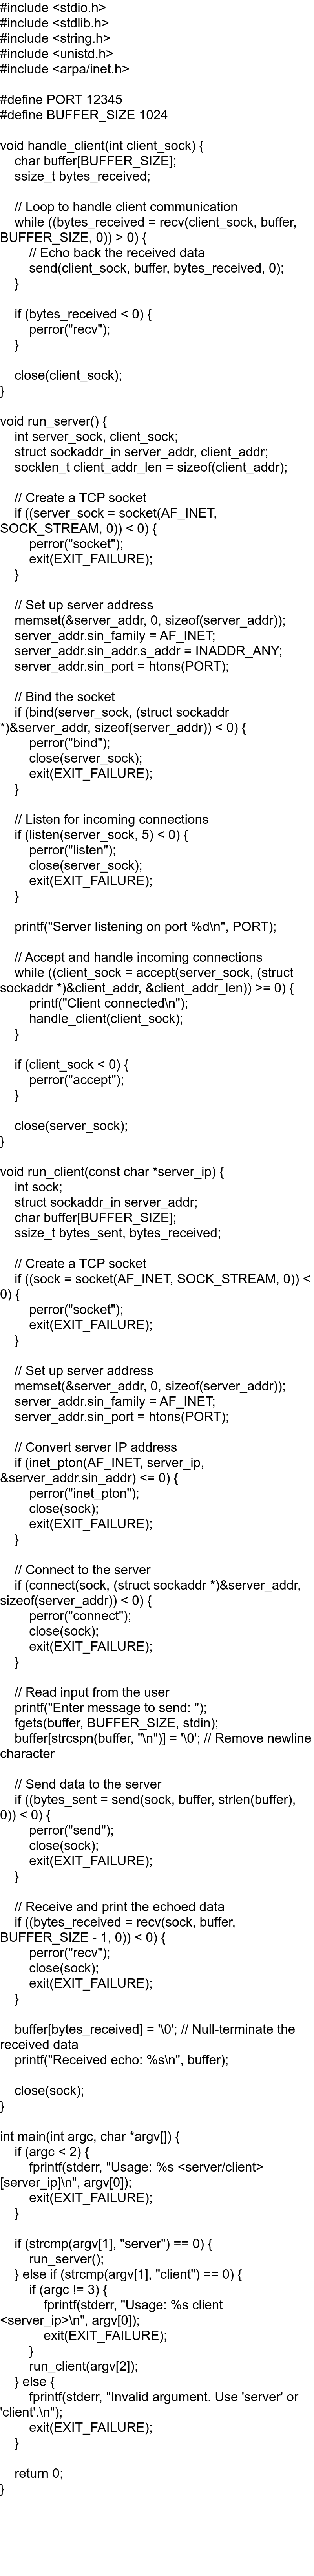 #include <stdio.h>
#include <stdlib.h>
#include <string.h>
#include <unistd.h>
#include <arpa/inet.h>

#define PORT 12345
#define BUFFER_SIZE 1024

void handle_client(int client_sock) {
    char buffer[BUFFER_SIZE];
    ssize_t bytes_received;

    // Loop to handle client communication
    while ((bytes_received = recv(client_sock, buffer,
BUFFER_SIZE, 0)) > 0) {
        // Echo back the received data
        send(client_sock, buffer, bytes_received, 0);
    }

    if (bytes_received < 0) {
        perror("recv");
    }

    close(client_sock);
}

void run_server() {
    int server_sock, client_sock;
    struct sockaddr_in server_addr, client_addr;
    socklen_t client_addr_len = sizeof(client_addr);

    // Create a TCP socket
    if ((server_sock = socket(AF_INET,
SOCK_STREAM, 0)) < 0) {
        perror("socket");
        exit(EXIT_FAILURE);
    }

    // Set up server address
    memset(&server_addr, 0, sizeof(server_addr));
    server_addr.sin_family = AF_INET;
    server_addr.sin_addr.s_addr = INADDR_ANY;
    server_addr.sin_port = htons(PORT);

    // Bind the socket
    if (bind(server_sock, (struct sockaddr
*)&server_addr, sizeof(server_addr)) < 0) {
        perror("bind");
        close(server_sock);
        exit(EXIT_FAILURE);
    }

    // Listen for incoming connections
    if (listen(server_sock, 5) < 0) {
        perror("listen");
        close(server_sock);
        exit(EXIT_FAILURE);
    }

    printf("Server listening on port %d\n", PORT);

    // Accept and handle incoming connections
    while ((client_sock = accept(server_sock, (struct
sockaddr *)&client_addr, &client_addr_len)) >= 0) {
        printf("Client connected\n");
        handle_client(client_sock);
    }

    if (client_sock < 0) {
        perror("accept");
    }

    close(server_sock);
}

void run_client(const char *server_ip) {
    int sock;
    struct sockaddr_in server_addr;
    char buffer[BUFFER_SIZE];
    ssize_t bytes_sent, bytes_received;

    // Create a TCP socket
    if ((sock = socket(AF_INET, SOCK_STREAM, 0)) <
0) {
        perror("socket");
        exit(EXIT_FAILURE);
    }

    // Set up server address
    memset(&server_addr, 0, sizeof(server_addr));
    server_addr.sin_family = AF_INET;
    server_addr.sin_port = htons(PORT);

    // Convert server IP address
    if (inet_pton(AF_INET, server_ip,
&server_addr.sin_addr) <= 0) {
        perror("inet_pton");
        close(sock);
        exit(EXIT_FAILURE);
    }

    // Connect to the server
    if (connect(sock, (struct sockaddr *)&server_addr,
sizeof(server_addr)) < 0) {
        perror("connect");
        close(sock);
        exit(EXIT_FAILURE);
    }

    // Read input from the user
    printf("Enter message to send: ");
    fgets(buffer, BUFFER_SIZE, stdin);
    buffer[strcspn(buffer, "\n")] = '\0'; // Remove newline
character

    // Send data to the server
    if ((bytes_sent = send(sock, buffer, strlen(buffer),
0)) < 0) {
        perror("send");
        close(sock);
        exit(EXIT_FAILURE);
    }

    // Receive and print the echoed data
    if ((bytes_received = recv(sock, buffer,
BUFFER_SIZE - 1, 0)) < 0) {
        perror("recv");
        close(sock);
        exit(EXIT_FAILURE);
    }

    buffer[bytes_received] = '\0'; // Null-terminate the
received data
    printf("Received echo: %s\n", buffer);

    close(sock);
}

int main(int argc, char *argv[]) {
    if (argc < 2) {
        fprintf(stderr, "Usage: %s <server/client>
[server_ip]\n", argv[0]);
        exit(EXIT_FAILURE);
    }

    if (strcmp(argv[1], "server") == 0) {
        run_server();
    } else if (strcmp(argv[1], "client") == 0) {
        if (argc != 3) {
            fprintf(stderr, "Usage: %s client
<server_ip>\n", argv[0]);
            exit(EXIT_FAILURE);
        }
        run_client(argv[2]);
    } else {
        fprintf(stderr, "Invalid argument. Use 'server' or
'client'.\n");
        exit(EXIT_FAILURE);
    }

    return 0;
}